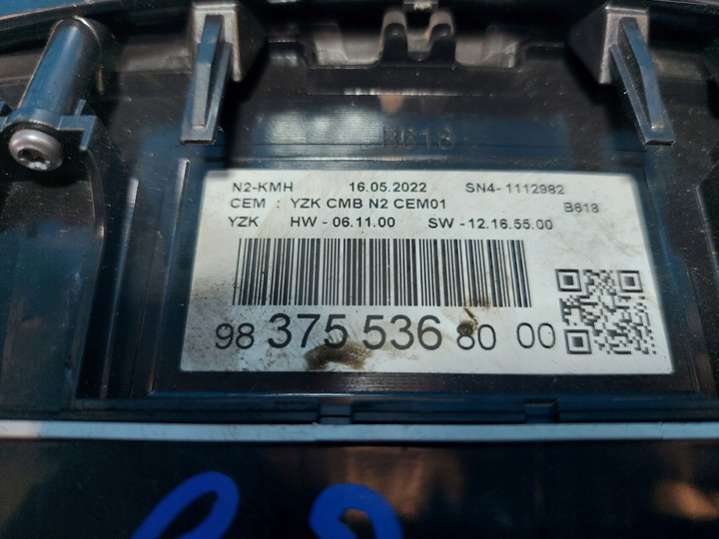 B618
N2-KMH 16.05.2022 SN4-1112982
CEM : YZK CMB N2 CEM01 B618
YZK HW - 06.11.00 SW - 12.16.55.00
98 375 536 80 00